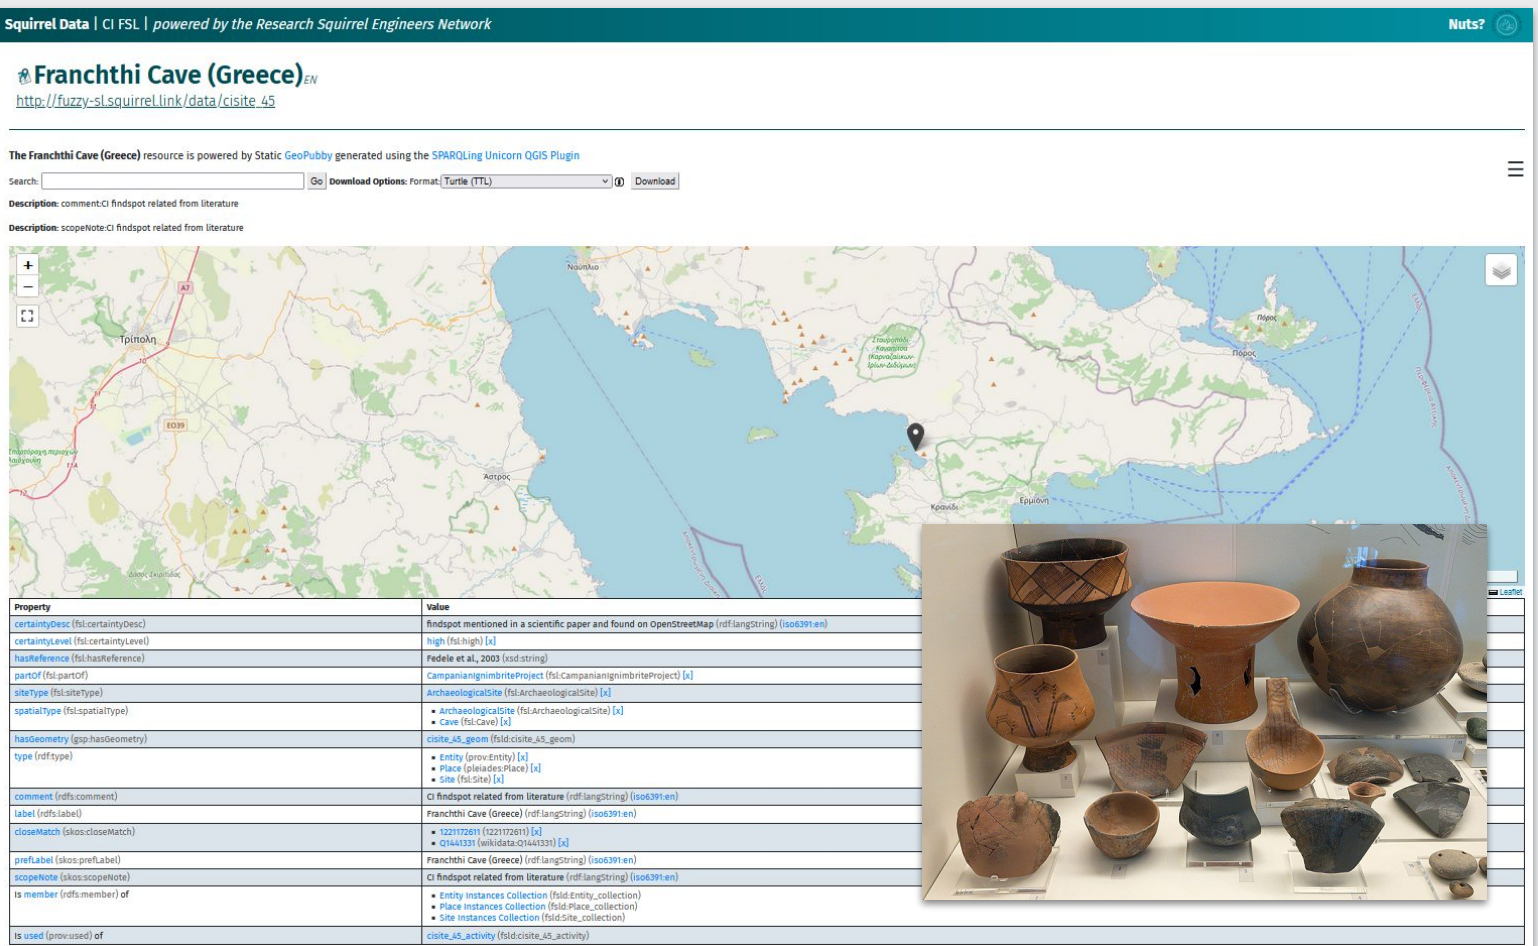 Squirrel Data | CI FSL | powered by the Research Squirrel Engineers Network
Nuts?
Franchthi Cave (Greece) EN
http://fuzzy-sl.squirrel.link/data/cisite_45
The Franchthi Cave (Greece) resource is powered by Static GeoPubby generated using the SPARQLing Unicorn QGIS Plugin
Search: Go Download Options: Format: Turtle (TTL) Download
Description: comment:CI findspot related from literature
Description: scopeNote:CI findspot related from literature
+
−
Ναύπλιο
A7
Τρίπολη
Πόρος
Πόρος
EO39
11A
Άστρος
Ερμιόνη
Κρανίδι
Leaflet
Property Value
certaintyDesc (fsl:certaintyDesc) findspot mentioned in a scientific paper and found on OpenStreetMap (rdf:langString) (iso6391:en)
certaintyLevel (fsl:certaintyLevel) high (fsl:high) [x]
hasReference (fsl:hasReference) Fedele et al., 2003 (xsd:string)
partOf (fsl:partOf) CampanianIgnimbriteProject (fsl:CampanianIgnimbriteProject) [x]
siteType (fsl:siteType) ArchaeologicalSite (fsl:ArchaeologicalSite) [x]
spatialType (fsl:spatialType) ▪ ArchaeologicalSite (fsl:ArchaeologicalSite) [x]
▪ Cave (fsl:Cave) [x]
hasGeometry (gsp:hasGeometry) cisite_45_geom (fsld:cisite_45_geom)
type (rdf:type) ▪ Entity (prov:Entity) [x]
▪ Place (pleiades:Place) [x]
▪ Site (fsl:Site) [x]
comment (rdfs:comment) CI findspot related from literature (rdf:langString) (iso6391:en)
label (rdfs:label) Franchthi Cave (Greece) (rdf:langString) (iso6391:en)
closeMatch (skos:closeMatch) ▪ 1221172611 (1221172611) [x]
▪ Q1441331 (wikidata:Q1441331) [x]
prefLabel (skos:prefLabel) Franchthi Cave (Greece) (rdf:langString) (iso6391:en)
scopeNote (skos:scopeNote) CI findspot related from literature (rdf:langString) (iso6391:en)
Is member (rdfs:member) of ▪ Entity Instances Collection (fsld:Entity_collection)
▪ Place Instances Collection (fsld:Place_collection)
▪ Site Instances Collection (fsld:Site_collection)
Is used (prov:used) of cisite_45_activity (fsld:cisite_45_activity)